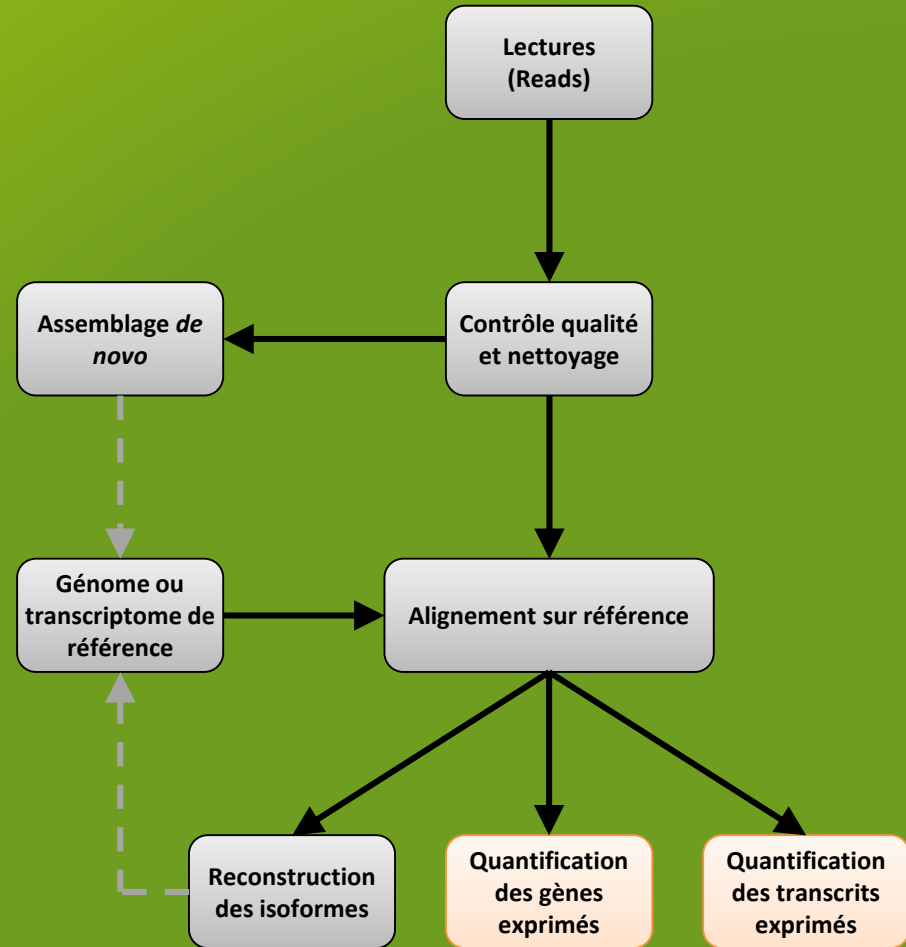 Lectures
(Reads)
Assemblage de
novo
Contrôle qualité
et nettoyage
Génome ou
transcriptome de
référence
Alignement sur référence
Reconstruction
des isoformes
Quantification
des gènes
exprimés
Quantification
des transcrits
exprimés